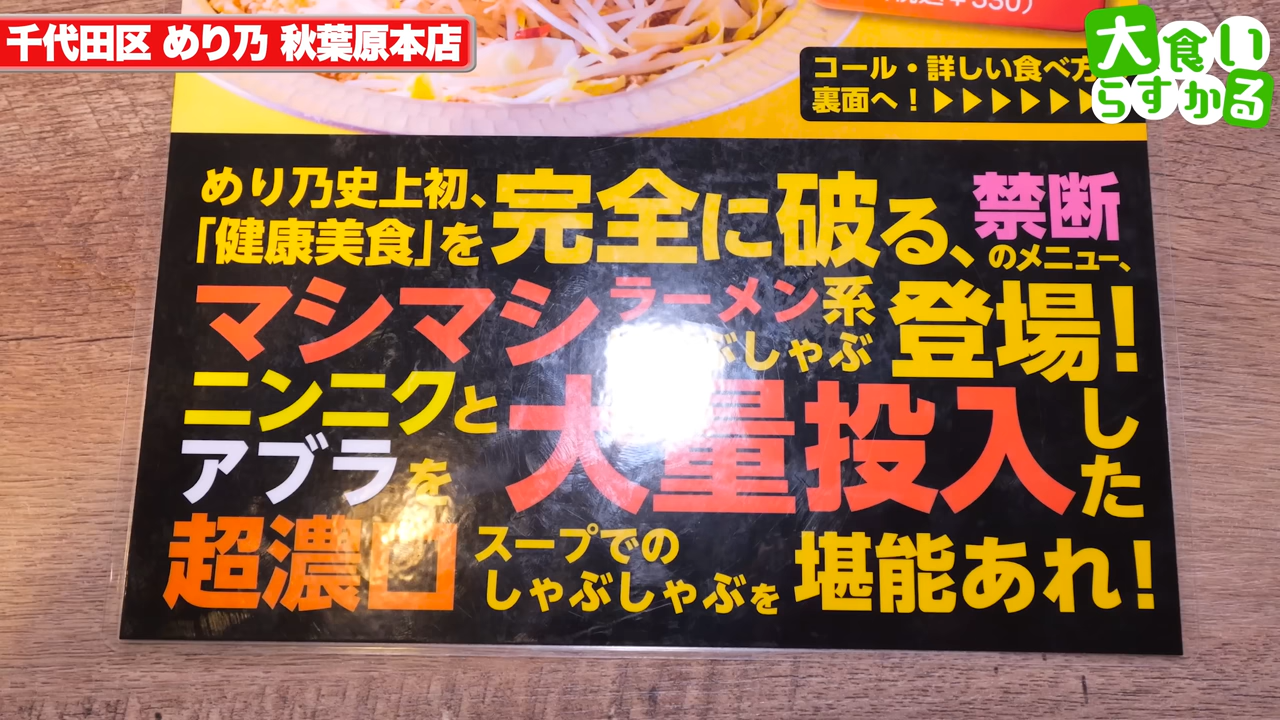 千代田区 めり乃 秋葉原本店
大食い
らすかる
¥550)
コール・詳しい食べ方
裏面へ!▶▶▶▶▶▶
めり乃史上初、
「健康美食」を完全に破る、禁断のメニュー、
マシマシラーメン系
ぶしゃぶ登場!
ニンニクと
アブラを大量投入した
超濃口スープでの
しゃぶしゃぶを堪能あれ!